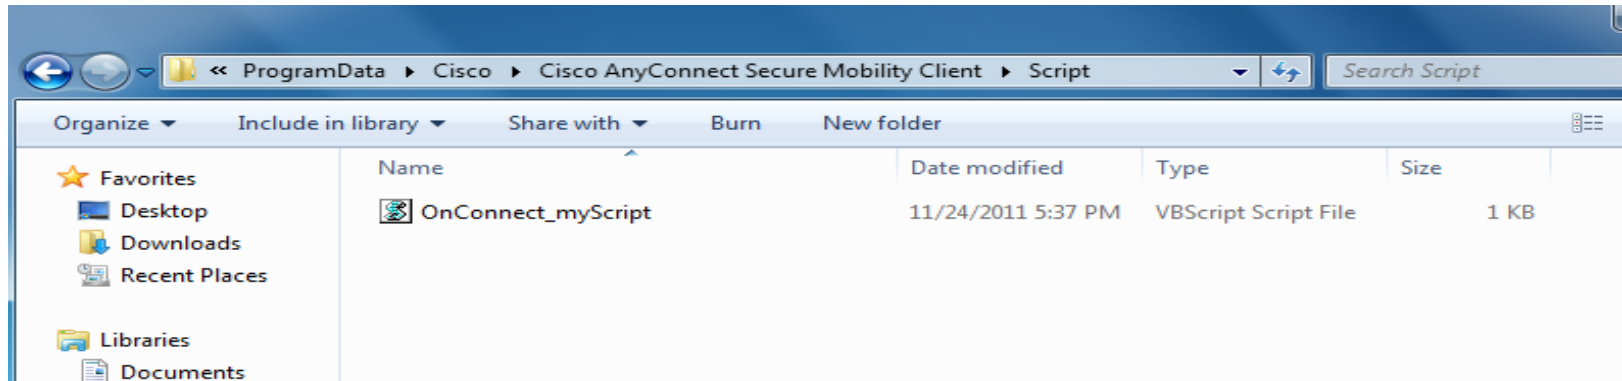 « ProgramData ▸ Cisco ▸ Cisco AnyConnect Secure Mobility Client ▸ Script Search Script
Organize Include in library Share with Burn New folder
Favorites
Desktop
Downloads
Recent Places
Libraries
Documents
Name Date modified Type Size
OnConnect_myScript 11/24/2011 5:37 PM VBScript Script File 1 KB